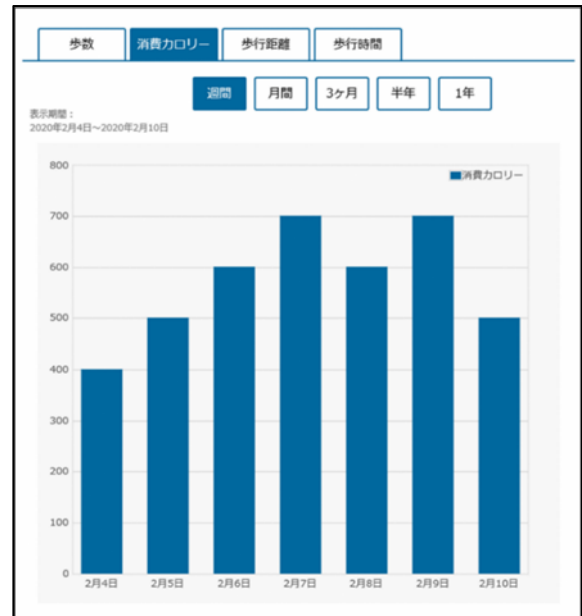 歩数 消費カロリー 歩行距離 歩行時間
週間 月間 3ヶ月 半年 1年
表示期間：
2020年2月4日～2020年2月10日
消費カロリー
800
700
600
500
400
300
200
100
0
2月4日 2月5日 2月6日 2月7日 2月8日 2月9日 2月10日